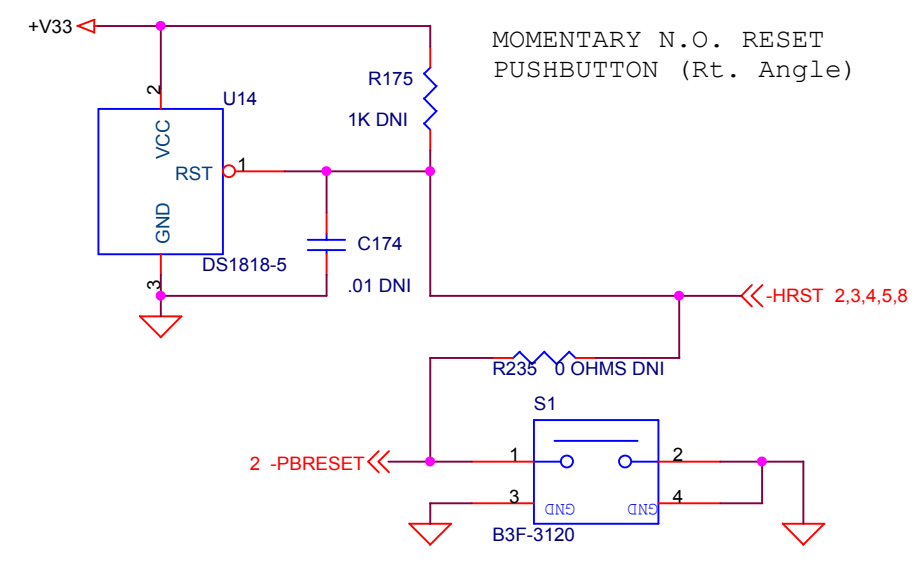 +V33
MOMENTARY N.O. RESET
PUSHBUTTON (Rt. Angle)
R175
2
U14
1K DNI
VCC
1
RST
GND
C174
DS1818-5
3
.01 DNI
-HRST 2,3,4,5,8
R235 0 OHMS DNI
S1
2 -PBRESET
1
2
3
4
GND
GND
B3F-3120